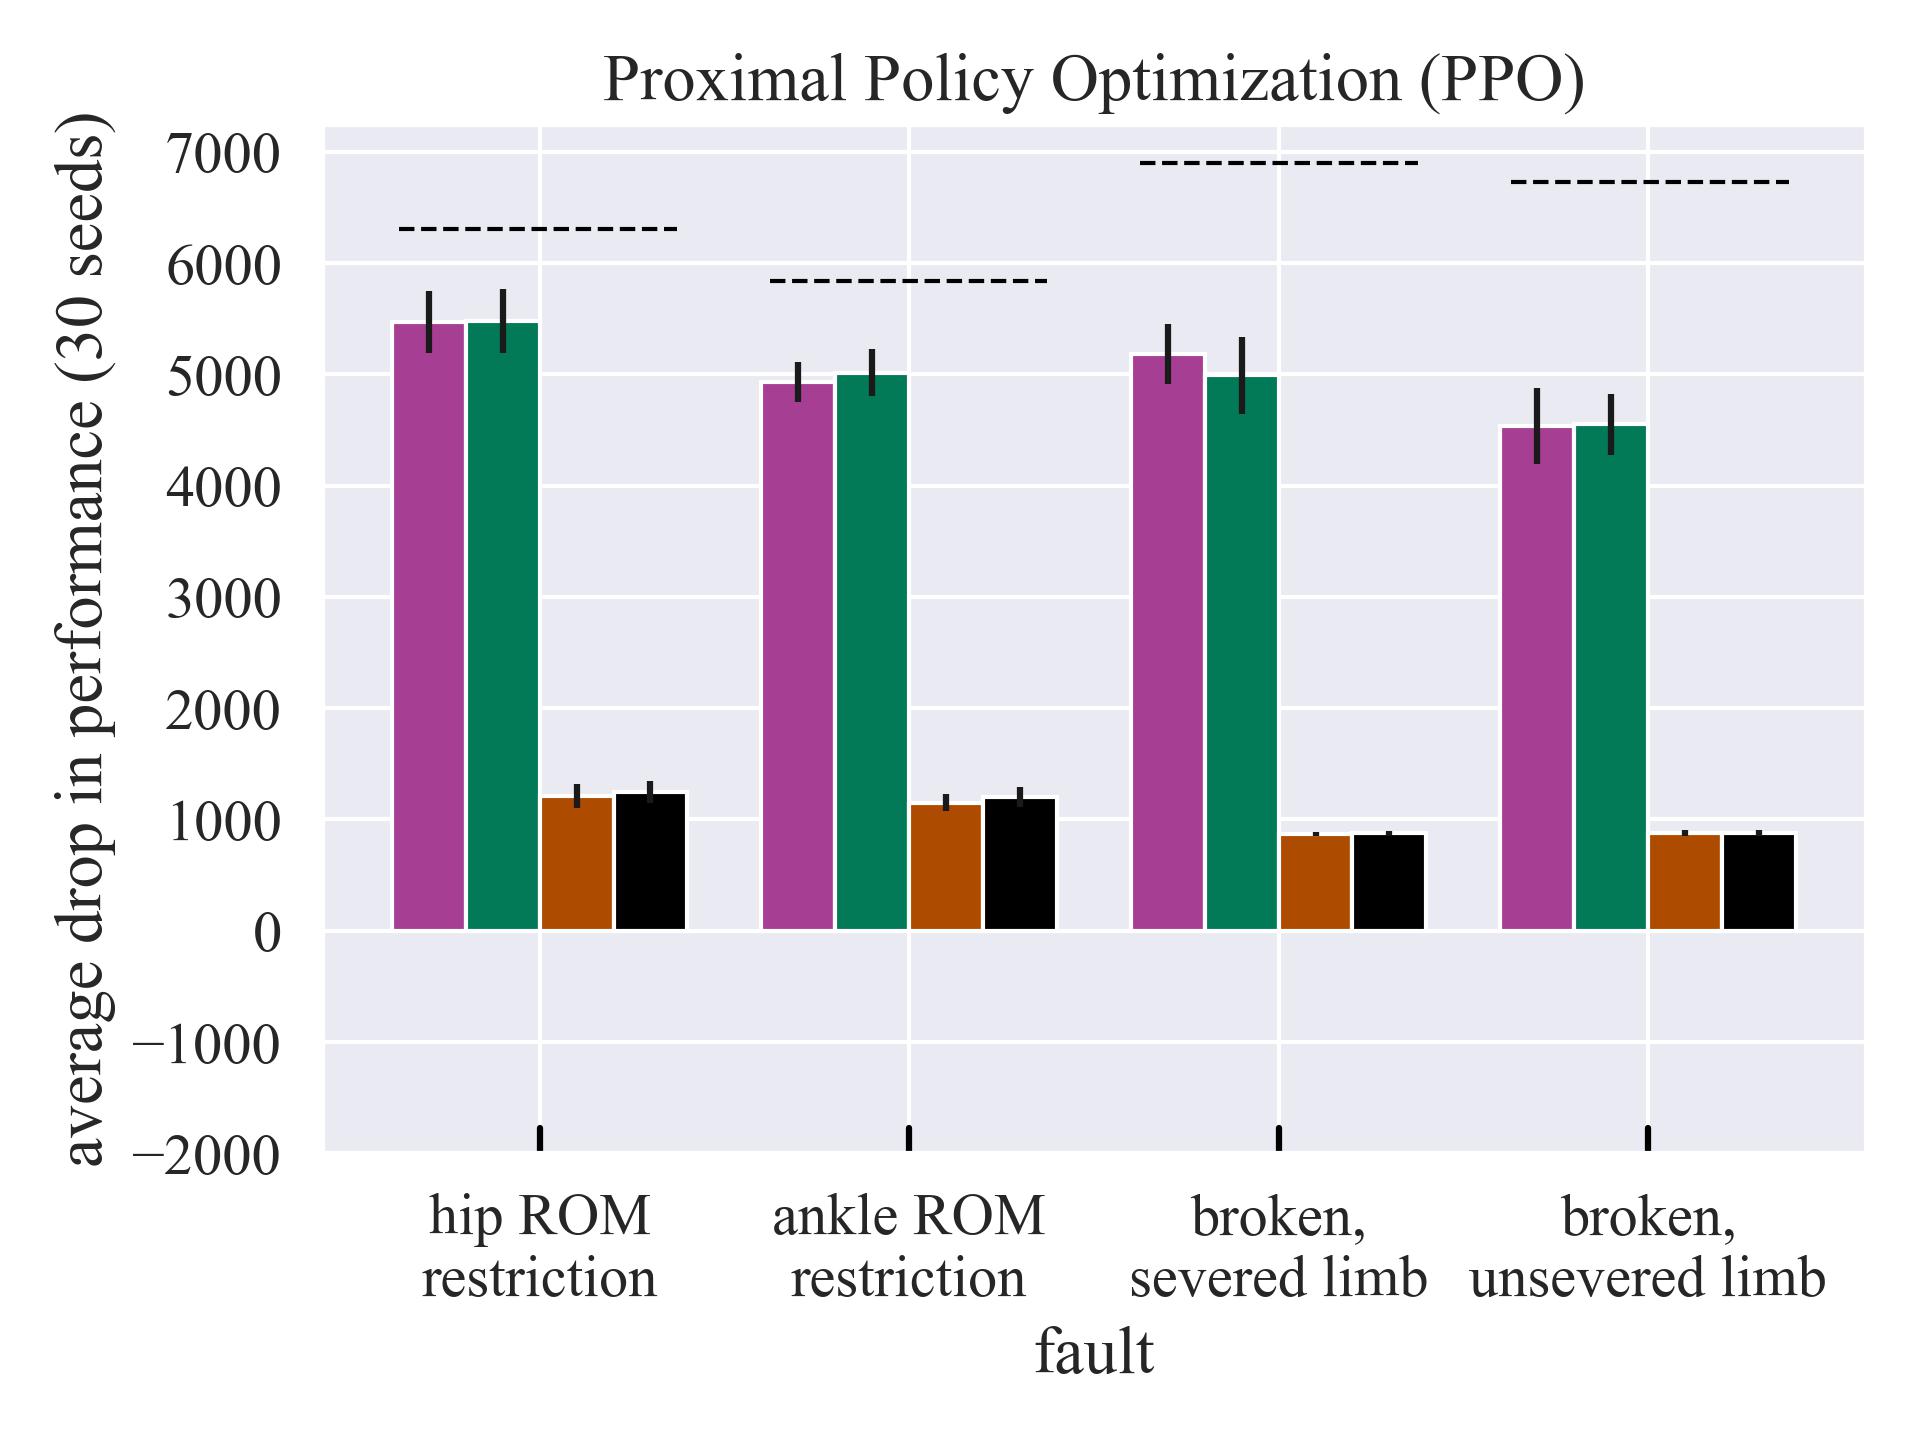 Proximal Policy Optimization (PPO)
average drop in performance (30 seeds)
7000
6000
5000
4000
3000
2000
1000
0
−1000
−2000
hip ROM
restriction
ankle ROM
restriction
broken,
severed limb
broken,
unsevered limb
fault